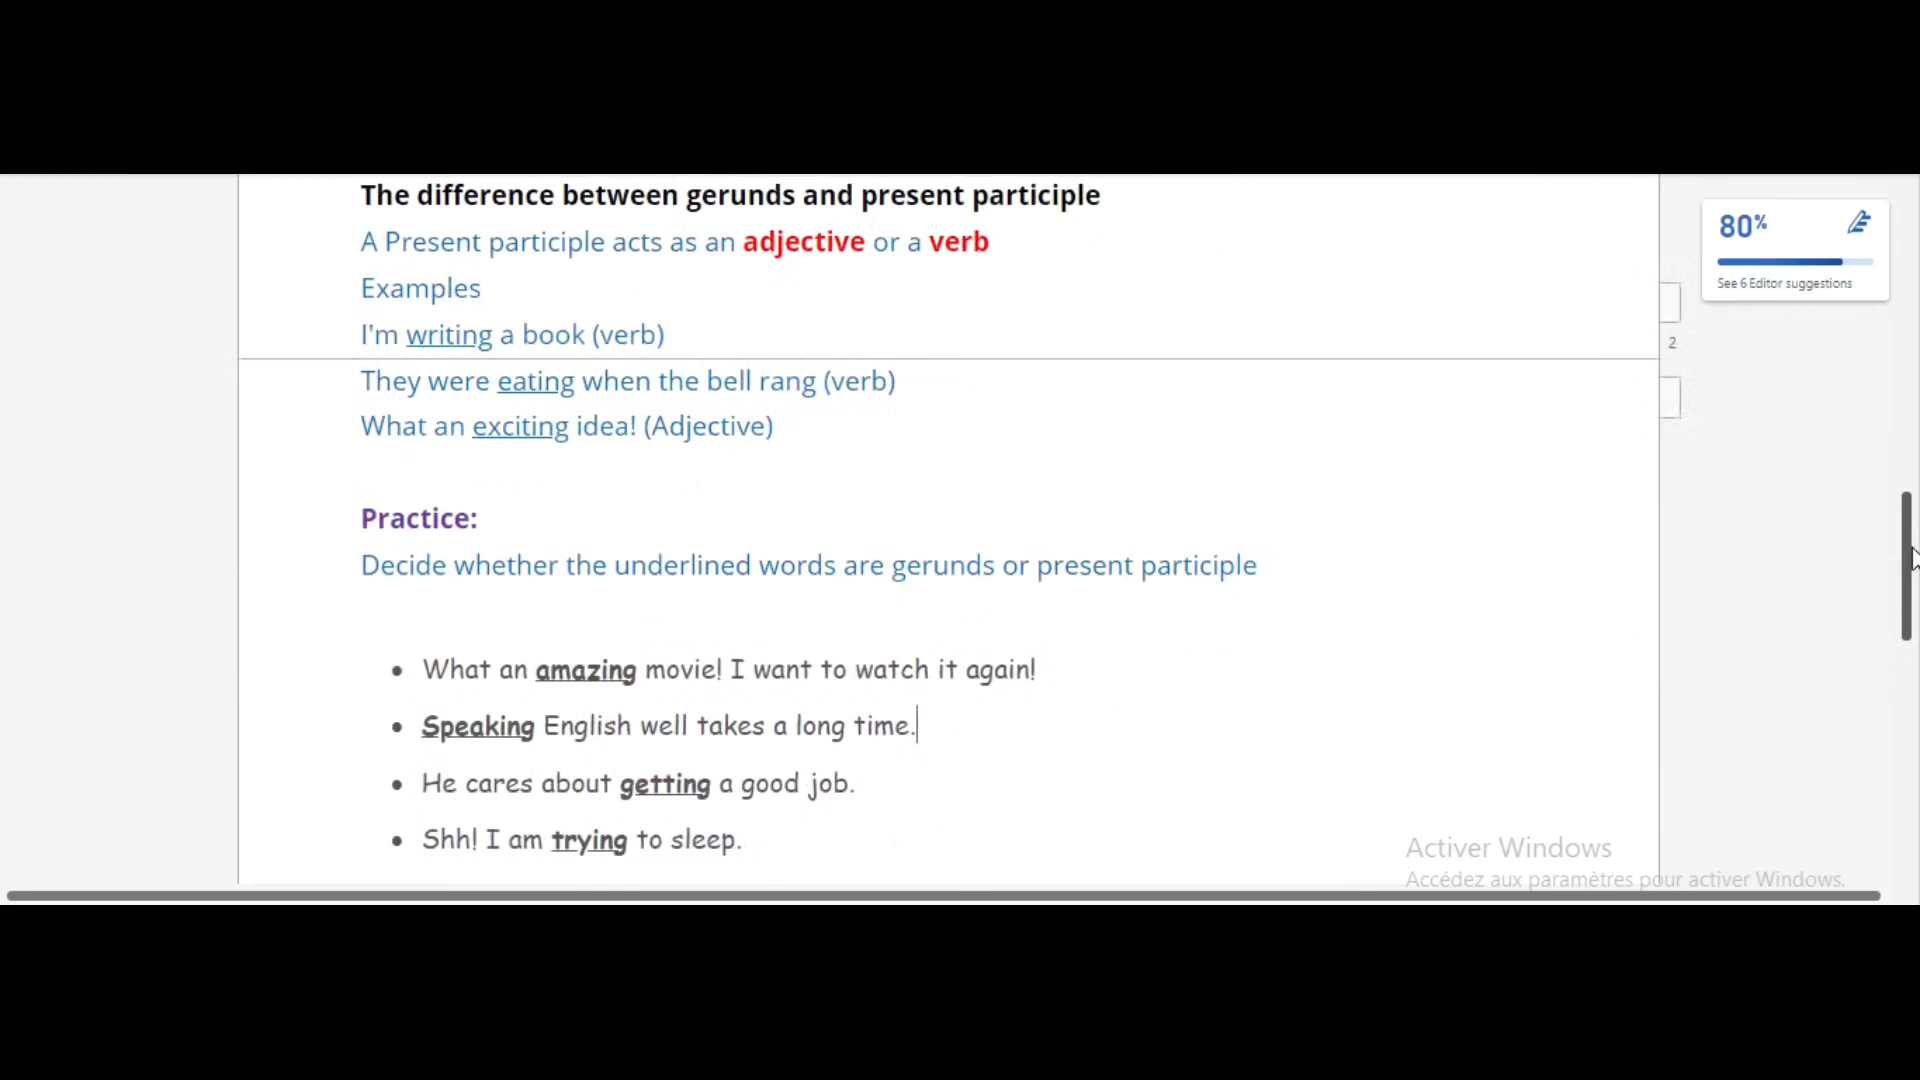 The difference between gerunds and present participle
A Present participle acts as an adjective or a verb
Examples
I'm writing a book (verb)
They were eating when the bell rang (verb)
What an exciting idea! (Adjective)
Practice:
Decide whether the underlined words are gerunds or present participle
• What an amazing movie! I want to watch it again!
• Speaking English well takes a long time.
• He cares about getting a good job.
• Shh! I am trying to sleep.
80%
See 6 Editor suggestions
2
Activer Windows
Accédez aux paramètres pour activer Windows.